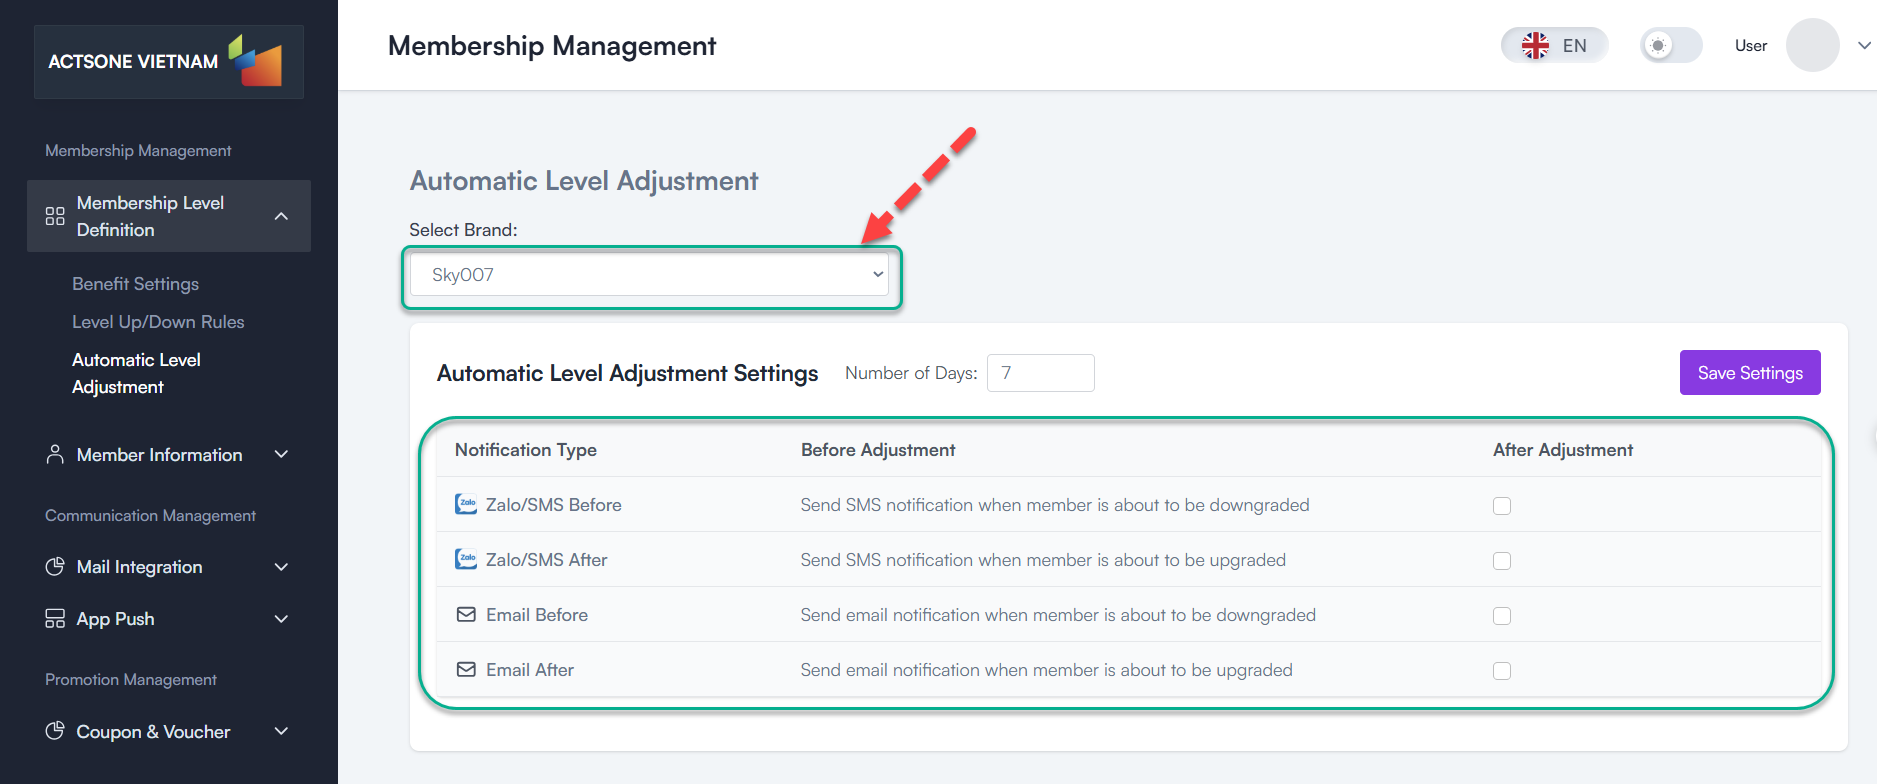 ACTSONE VIETNAM
Membership Management
EN
User
Membership Management
Membership Level
Definition
Benefit Settings
Level Up/Down Rules
Automatic Level
Adjustment
Member Information
Communication Management
Mail Integration
App Push
Promotion Management
Coupon & Voucher
Automatic Level Adjustment
Select Brand:
Sky007
Automatic Level Adjustment Settings Number of Days: 7 Save Settings
Notification Type Before Adjustment After Adjustment
Zalo Zalo/SMS Before Send SMS notification when member is about to be downgraded
Zalo Zalo/SMS After Send SMS notification when member is about to be upgraded
Email Before Send email notification when member is about to be downgraded
Email After Send email notification when member is about to be upgraded